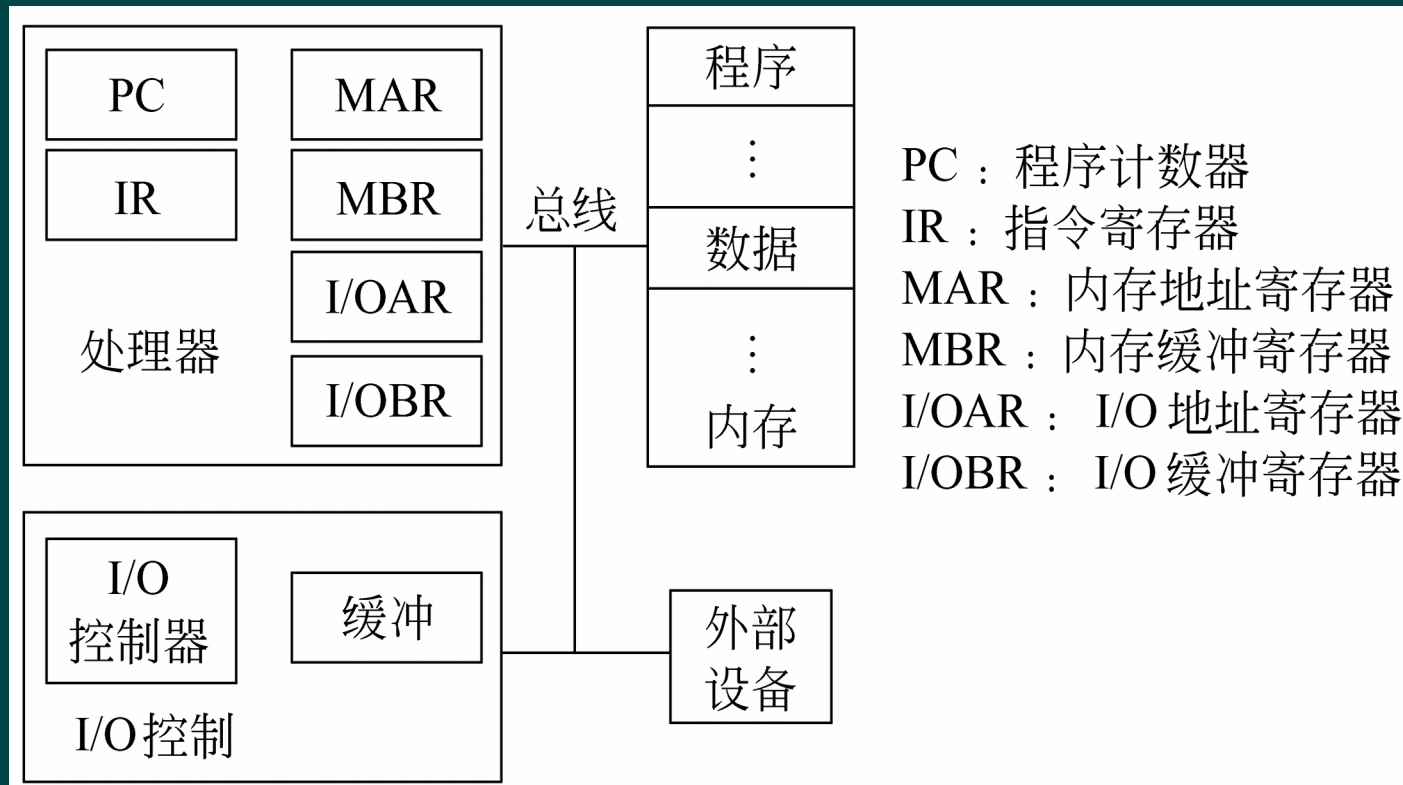 PC
MAR
IR
MBR
I/OAR
处理器
I/OBR
总线
程序
⋮
数据
⋮
内存
PC：程序计数器
IR：指令寄存器
MAR：内存地址寄存器
MBR：内存缓冲寄存器
I/OAR： I/O 地址寄存器
I/OBR： I/O 缓冲寄存器
I/O
控制器
缓冲
I/O 控制
外部
设备